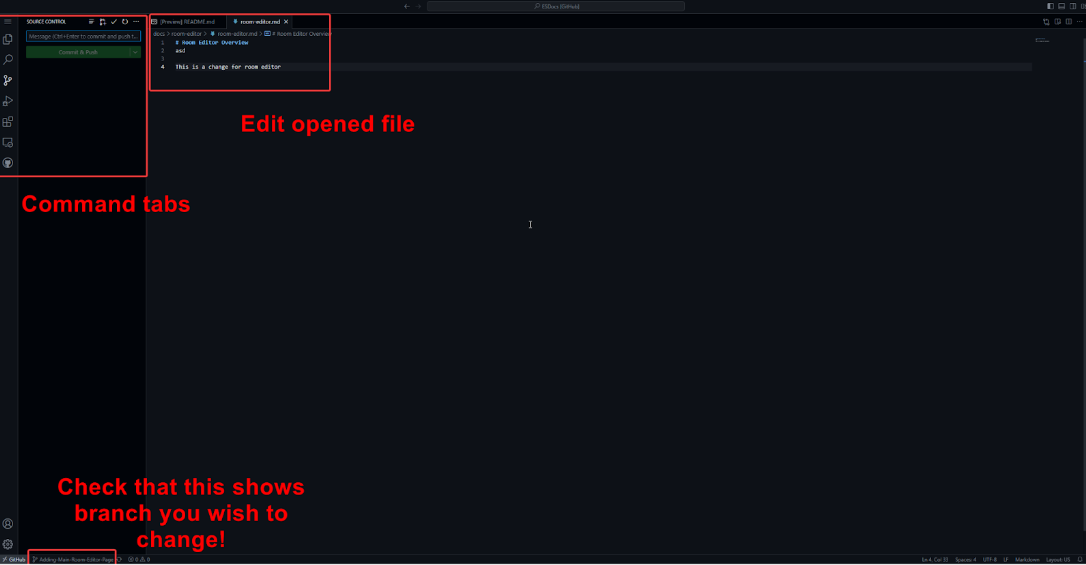 ESDocs [GitHub]
SOURCE CONTROL
[Preview] README.md
room-editor.md
Message (Ctrl+Enter to commit and push t...
docs > room-editor > room-editor.md > # Room Editor Overview
Commit & Push
1 # Room Editor Overview
2 asd
3
4 This is a change for room editor
Edit opened file
Command tabs
Check that this shows
branch you wish to
change!
GitHub
Adding-Main-Room-Editor-Page
0 0
Ln 4, Col 33
Spaces: 4
UTF-8
LF
Markdown
Layout: US